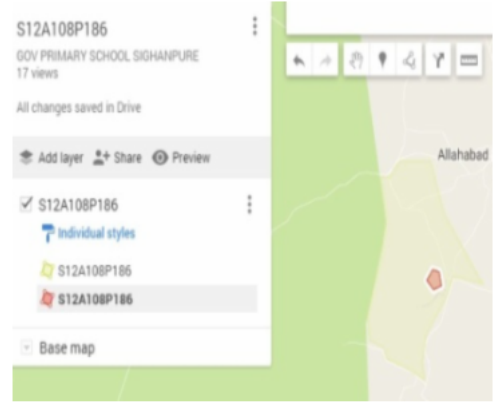 S12A108P186
GOV PRIMARY SCHOOL SIGHANPURE
17 views
All changes saved in Drive
Add layer Share Preview
S12A108P186
Individual styles
S12A108P186
S12A108P186
Base map
Allahabad